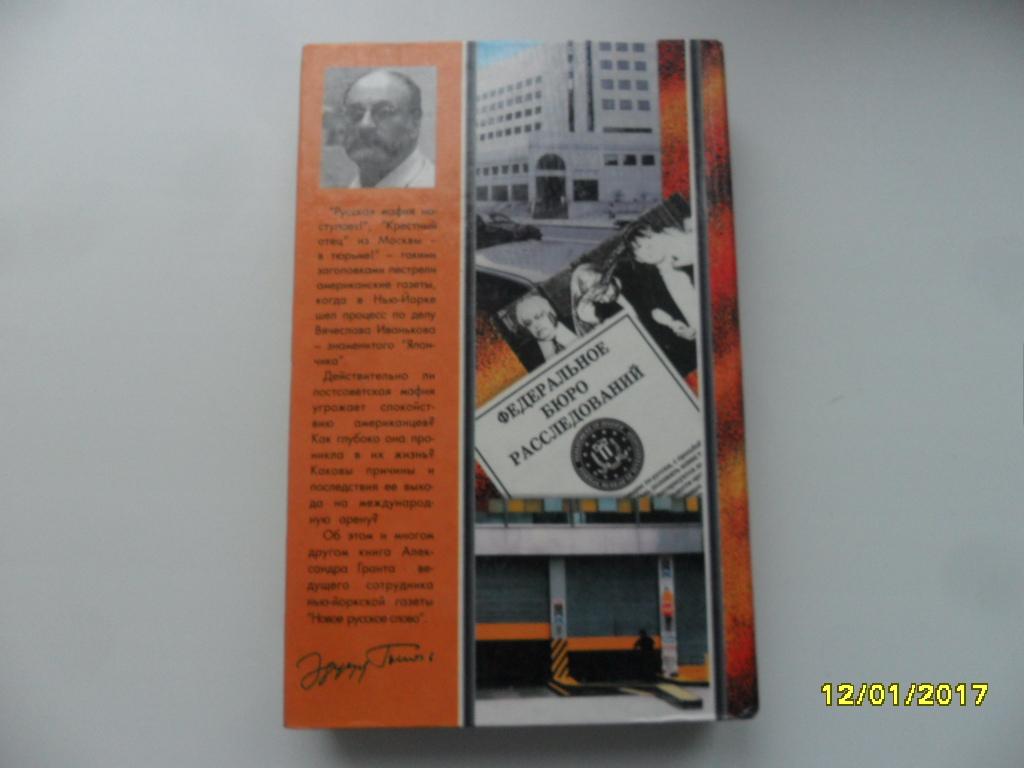 "Русская мафия на-
ступает!", "Крестный
отец" из Москвы -
в тюрьме!" – такими
заголовками пестрели
американские газеты,
когда в Нью-Йорке
шел процесс по делу
Вячеслава Иванькова
– знаменитого "Япон-
чика".
Действительно ли
постсоветская мафия
угрожает спокойст-
вию американцев?
Как глубоко она про-
никла в их жизнь?
Каковы причины и
последствия ее выхо-
да на международ-
ную арену?
Об этом и многом
другом книга Алек-
сандра Гранта - ве-
дущего сотрудника
нью-йоркской газеты
"Новое русское слово".
ФЕДЕРАЛЬНОЕ
БЮРО
РАССЛЕДОВАНИЙ
12/01/2017